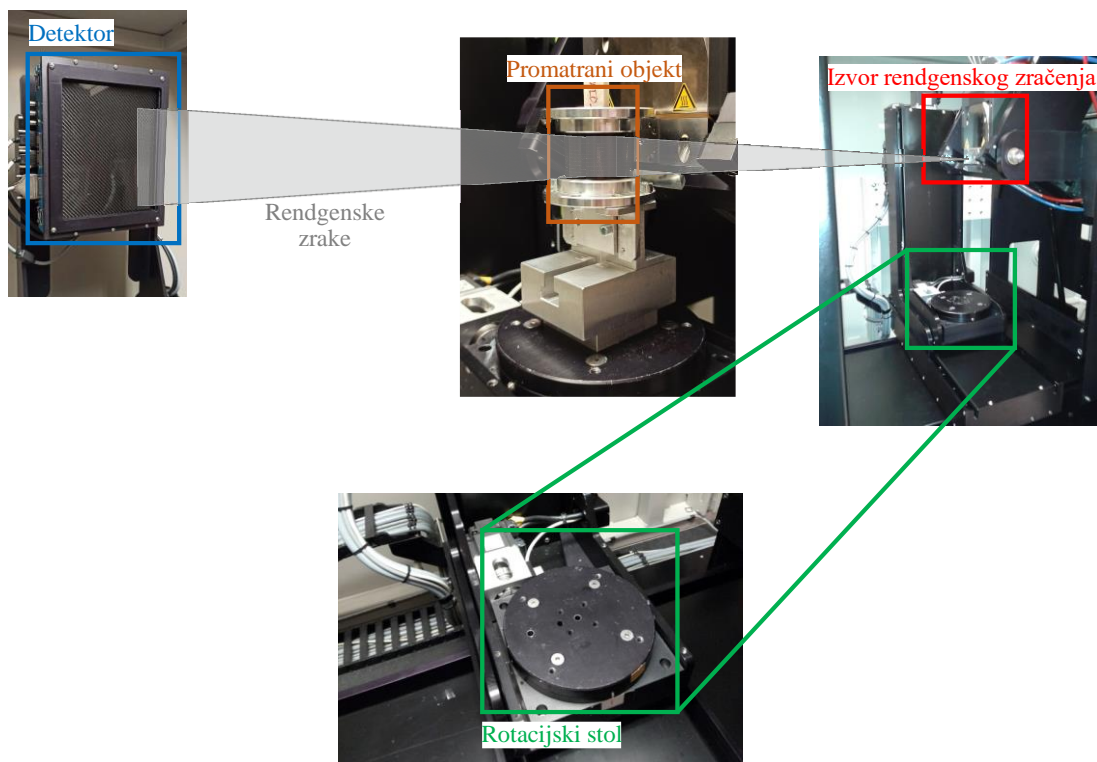 Detektor
Promatrani objekt
Izvor rendgenskog zračenja
Rendgenske
zrake
Rotacijski stol